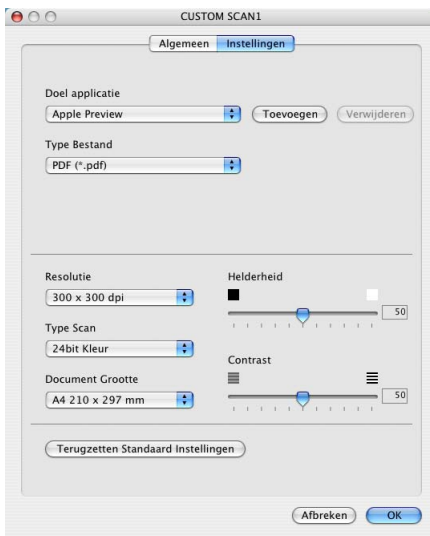 CUSTOM SCAN1
Algemeen Instellingen
Doel applicatie
Apple Preview Toevoegen Verwijderen
Type Bestand
PDF (*.pdf)
Resolutie Helderheid
300 x 300 dpi 50
Type Scan
24bit Kleur
Contrast
Document Grootte
A4 210 x 297 mm 50
Terugzetten Standaard Instellingen
Afbreken OK